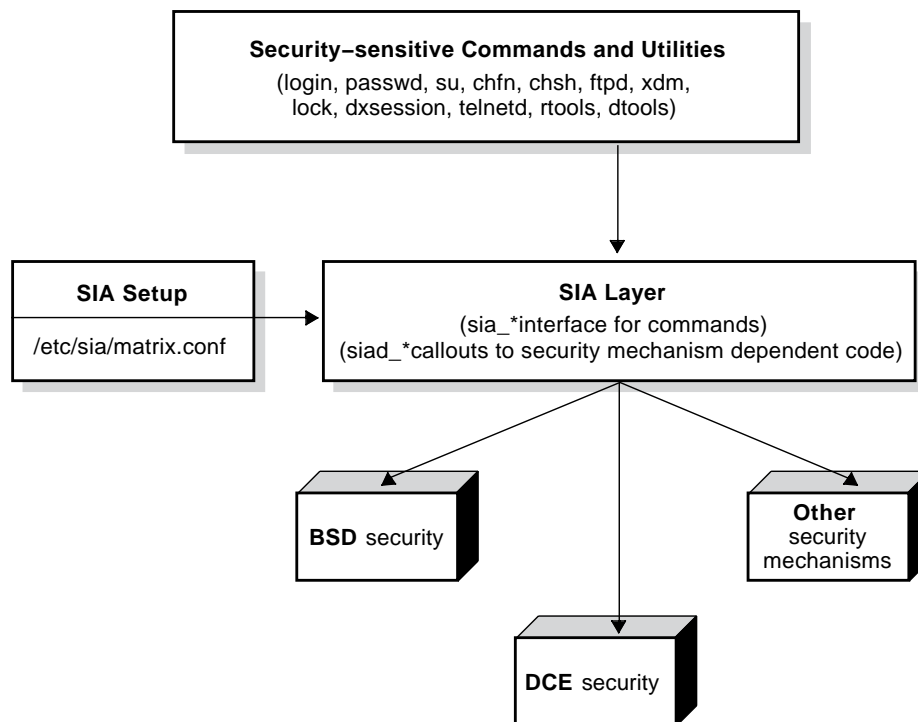 Security–sensitive Commands and Utilities
(login, passwd, su, chfn, chsh, ftpd, xdm,
lock, dxsession, telnetd, rtools, dtools)
SIA Setup
/etc/sia/matrix.conf
SIA Layer
(sia_*interface for commands)
(siad_*callouts to security mechanism dependent code)
BSD security
Other
security
mechanisms
DCE security